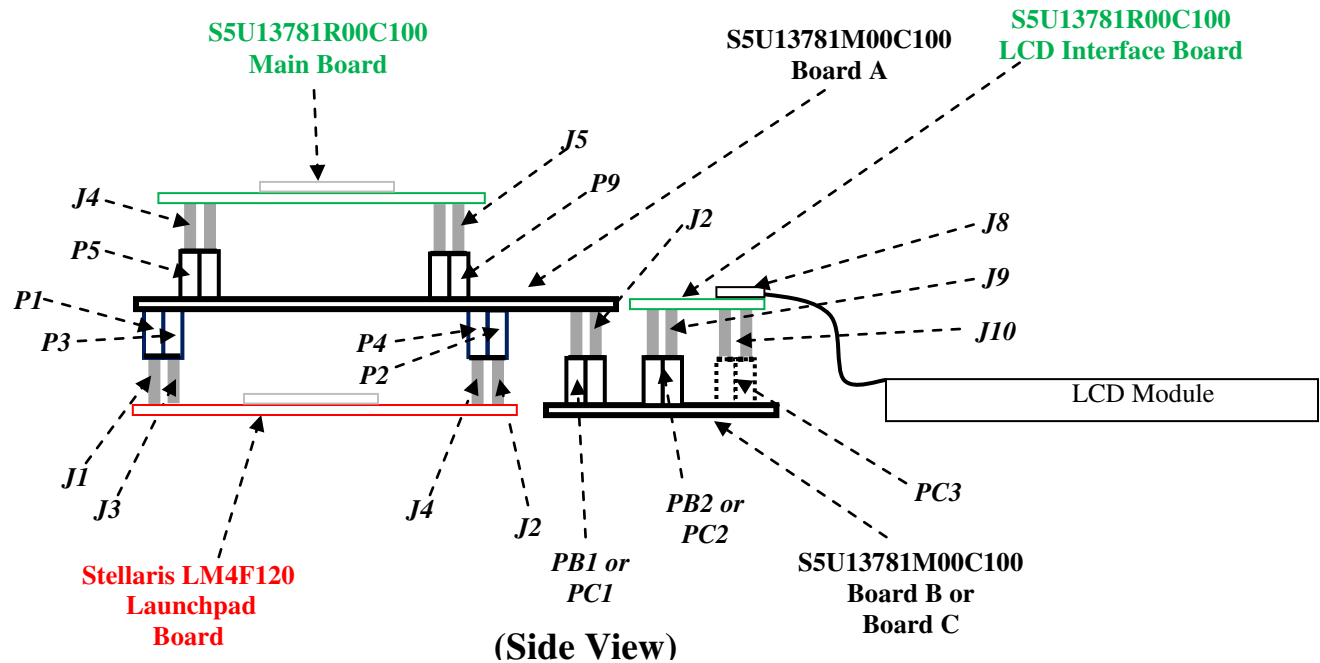 S5U13781R00C100
Main Board
S5U13781M00C100
Board A
S5U13781R00C100
LCD Interface Board
J5
P9
J4
J2
J8
P5
J9
P1
J10
P3
P4
P2
LCD Module
J1
J3
J4
J2
PB1 or
PC1
PB2 or
PC2
PC3
Stellaris LM4F120
Launchpad
Board
S5U13781M00C100
Board B or
Board C
(Side View)